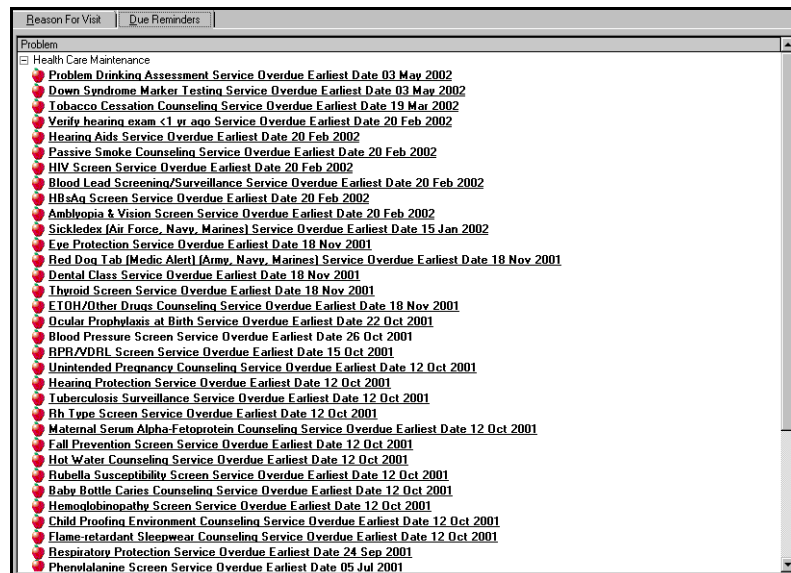 Reason For Visit Due Reminders
Problem
Health Care Maintenance
Problem Drinking Assessment Service Overdue Earliest Date 03 May 2002
Down Syndrome Marker Testing Service Overdue Earliest Date 03 May 2002
Tobacco Cessation Counseling Service Overdue Earliest Date 19 Mar 2002
Verify hearing exam <1 yr ago Service Overdue Earliest Date 20 Feb 2002
Hearing Aids Service Overdue Earliest Date 20 Feb 2002
Passive Smoke Counseling Service Overdue Earliest Date 20 Feb 2002
HIV Screen Service Overdue Earliest Date 20 Feb 2002
Blood Lead Screening/Surveillance Service Overdue Earliest Date 20 Feb 2002
HBsAg Screen Service Overdue Earliest Date 20 Feb 2002
Amblyopia & Vision Screen Service Overdue Earliest Date 20 Feb 2002
Sickledex (Air Force, Navy, Marines) Service Overdue Earliest Date 15 Jan 2002
Eye Protection Service Overdue Earliest Date 18 Nov 2001
Red Dog Tab (Medic Alert) (Army, Navy, Marines) Service Overdue Earliest Date 18 Nov 2001
Dental Class Service Overdue Earliest Date 18 Nov 2001
Thyroid Screen Service Overdue Earliest Date 18 Nov 2001
ETOH/Other Drugs Counseling Service Overdue Earliest Date 18 Nov 2001
Ocular Prophylaxis at Birth Service Overdue Earliest Date 22 Oct 2001
Blood Pressure Screen Service Overdue Earliest Date 26 Oct 2001
RPR/VDRL Screen Service Overdue Earliest Date 15 Oct 2001
Unintended Pregnancy Counseling Service Overdue Earliest Date 12 Oct 2001
Hearing Protection Service Overdue Earliest Date 12 Oct 2001
Tuberculosis Surveillance Service Overdue Earliest Date 12 Oct 2001
Rh Type Screen Service Overdue Earliest Date 12 Oct 2001
Maternal Serum Alpha-Fetoprotein Counseling Service Overdue Earliest Date 12 Oct 2001
Fall Prevention Screen Service Overdue Earliest Date 12 Oct 2001
Hot Water Counseling Service Overdue Earliest Date 12 Oct 2001
Rubella Susceptibility Screen Service Overdue Earliest Date 12 Oct 2001
Baby Bottle Caries Counseling Service Overdue Earliest Date 12 Oct 2001
Hemoglobinopathy Screen Service Overdue Earliest Date 12 Oct 2001
Child Proofing Environment Counseling Service Overdue Earliest Date 12 Oct 2001
Flame-retardant Sleepwear Counseling Service Overdue Earliest Date 12 Oct 2001
Respiratory Protection Service Overdue Earliest Date 24 Sep 2001
Phenylalanine Screen Service Overdue Earliest Date 05 Jul 2001